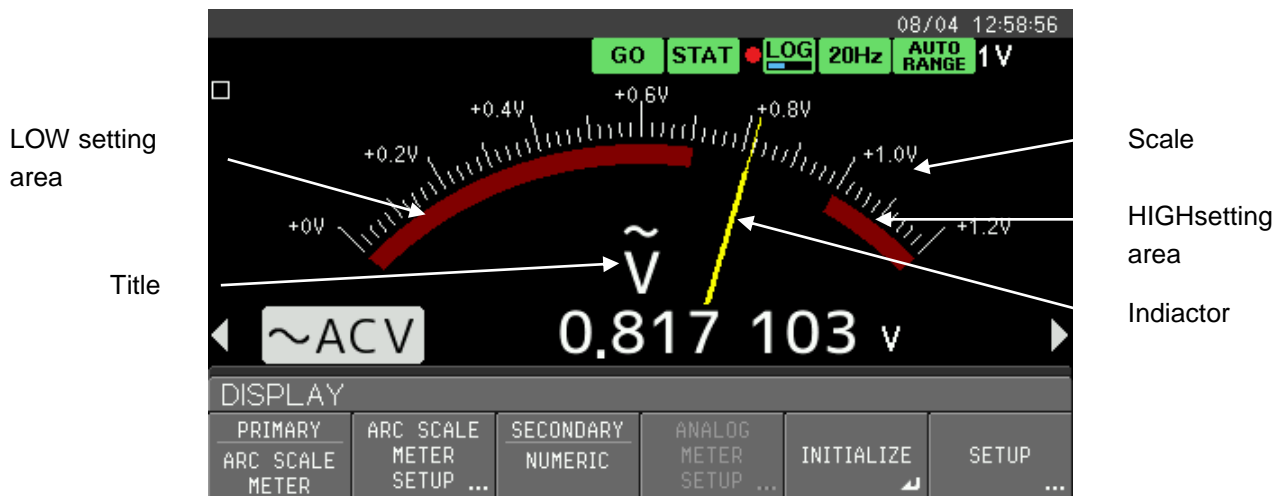 08/04 12:58:56
GO STAT LOG 20Hz AUTO RANGE 1V
+0V
+0.2V
+0.4V
+0.6V
+0.8V
+1.0V
+1.2V
LOW setting
area
Title
Scale
HIGHsetting
area
Indiactor
~
V
~ACV 0.817 103 V
DISPLAY
PRIMARY
ARC SCALE
METER
ARC SCALE
METER
SETUP ...
SECONDARY
NUMERIC
ANALOG
METER
SETUP ...
INITIALIZE
SETUP
...